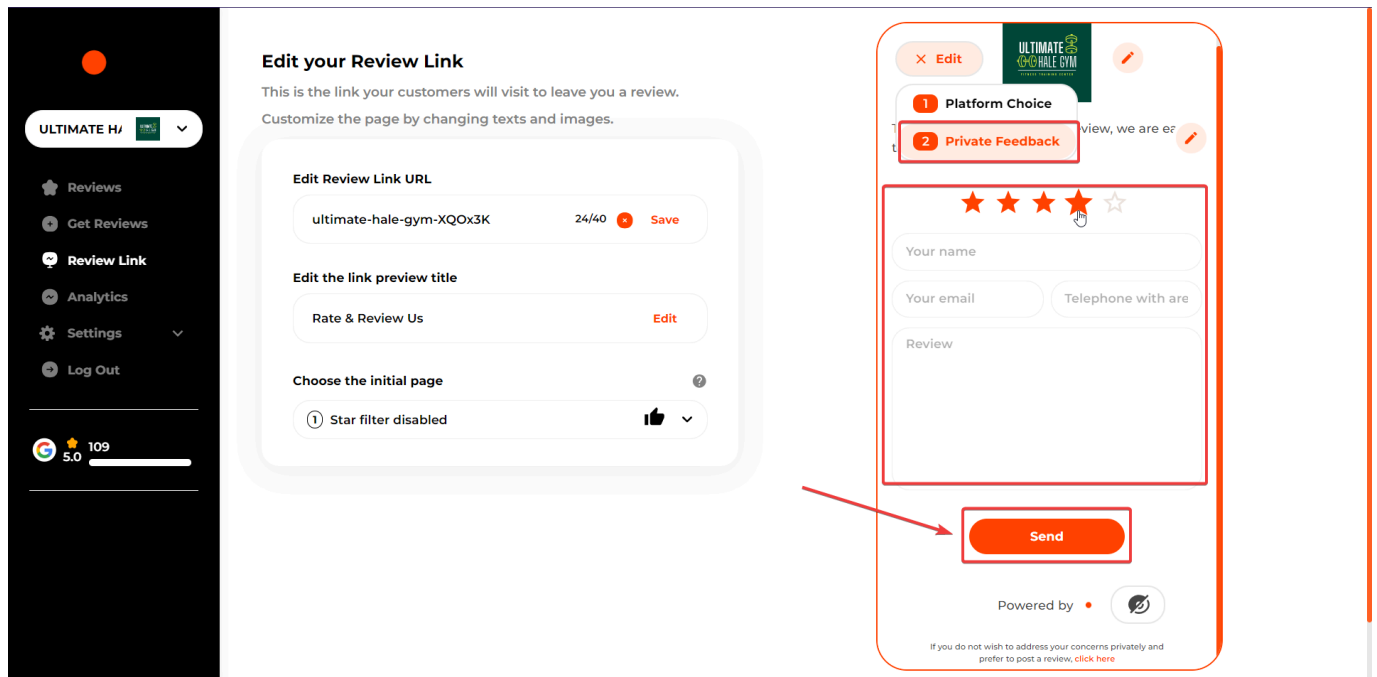 ULTIMATE HA
Reviews
Get Reviews
Review Link
Analytics
Settings
Log Out
5.0 109
Edit your Review Link
This is the link your customers will visit to leave you a review.
Customize the page by changing texts and images.
Edit Review Link URL
ultimate-hale-gym-XQOx3K 24/40 Save
Edit the link preview title
Rate & Review Us Edit
Choose the initial page ?
1 Star filter disabled
Edit
ULTIMATE
HALE GYM
FITNESS TRAINING CENTER
1 Platform Choice
2 Private Feedback
view, we are ea
t
Your name
Your email Telephone with are
Review
Send
Powered by
If you do not wish to address your concerns privately and
prefer to post a review, click here